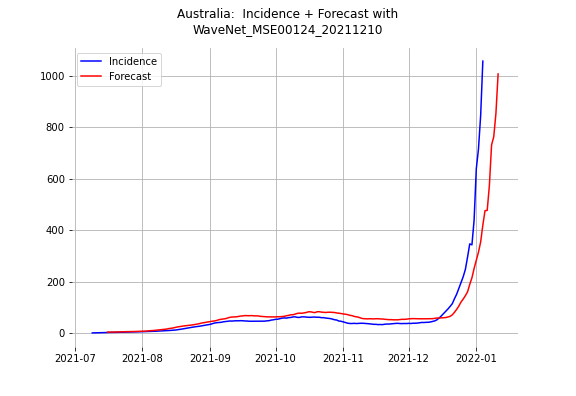 Australia:  Incidence + Forecast with
WaveNet_MSE00124_20211210
Incidence
Forecast
1000
800
600
400
200
0
2021-07 2021-08 2021-09 2021-10 2021-11 2021-12 2022-01